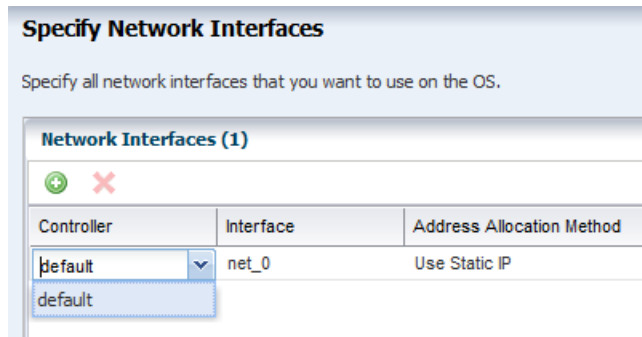 Specify Network Interfaces
Specify all network interfaces that you want to use on the OS.
Network Interfaces (1)
Controller Interface Address Allocation Method
default net_0 Use Static IP
default